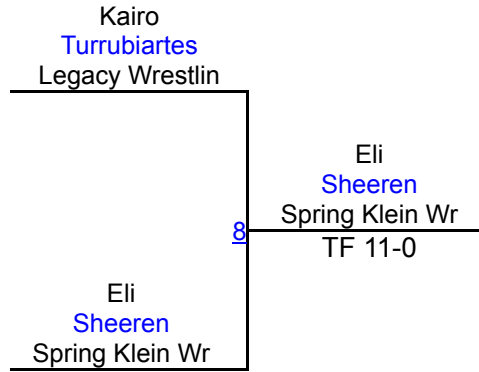 Kairo
Turrubiartes
Legacy Wrestlin
Eli
Sheeren
Spring Klein Wr
8
TF 11-0
Eli
Sheeren
Spring Klein Wr